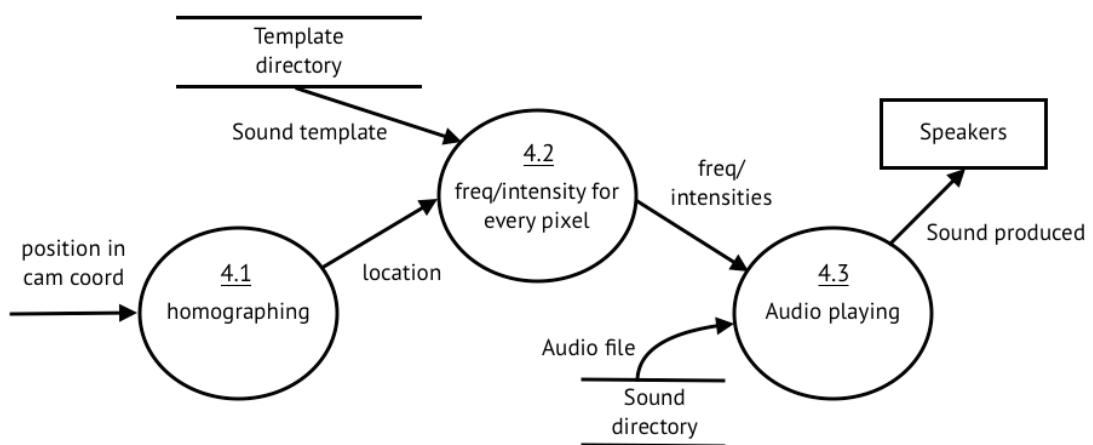 Template
directory
Sound template
4.2
freq/intensity for
every pixel
freq/
intensities
Speakers
Sound produced
position in
cam coord
4.1
homographing
location
4.3
Audio playing
Audio file
Sound
directory